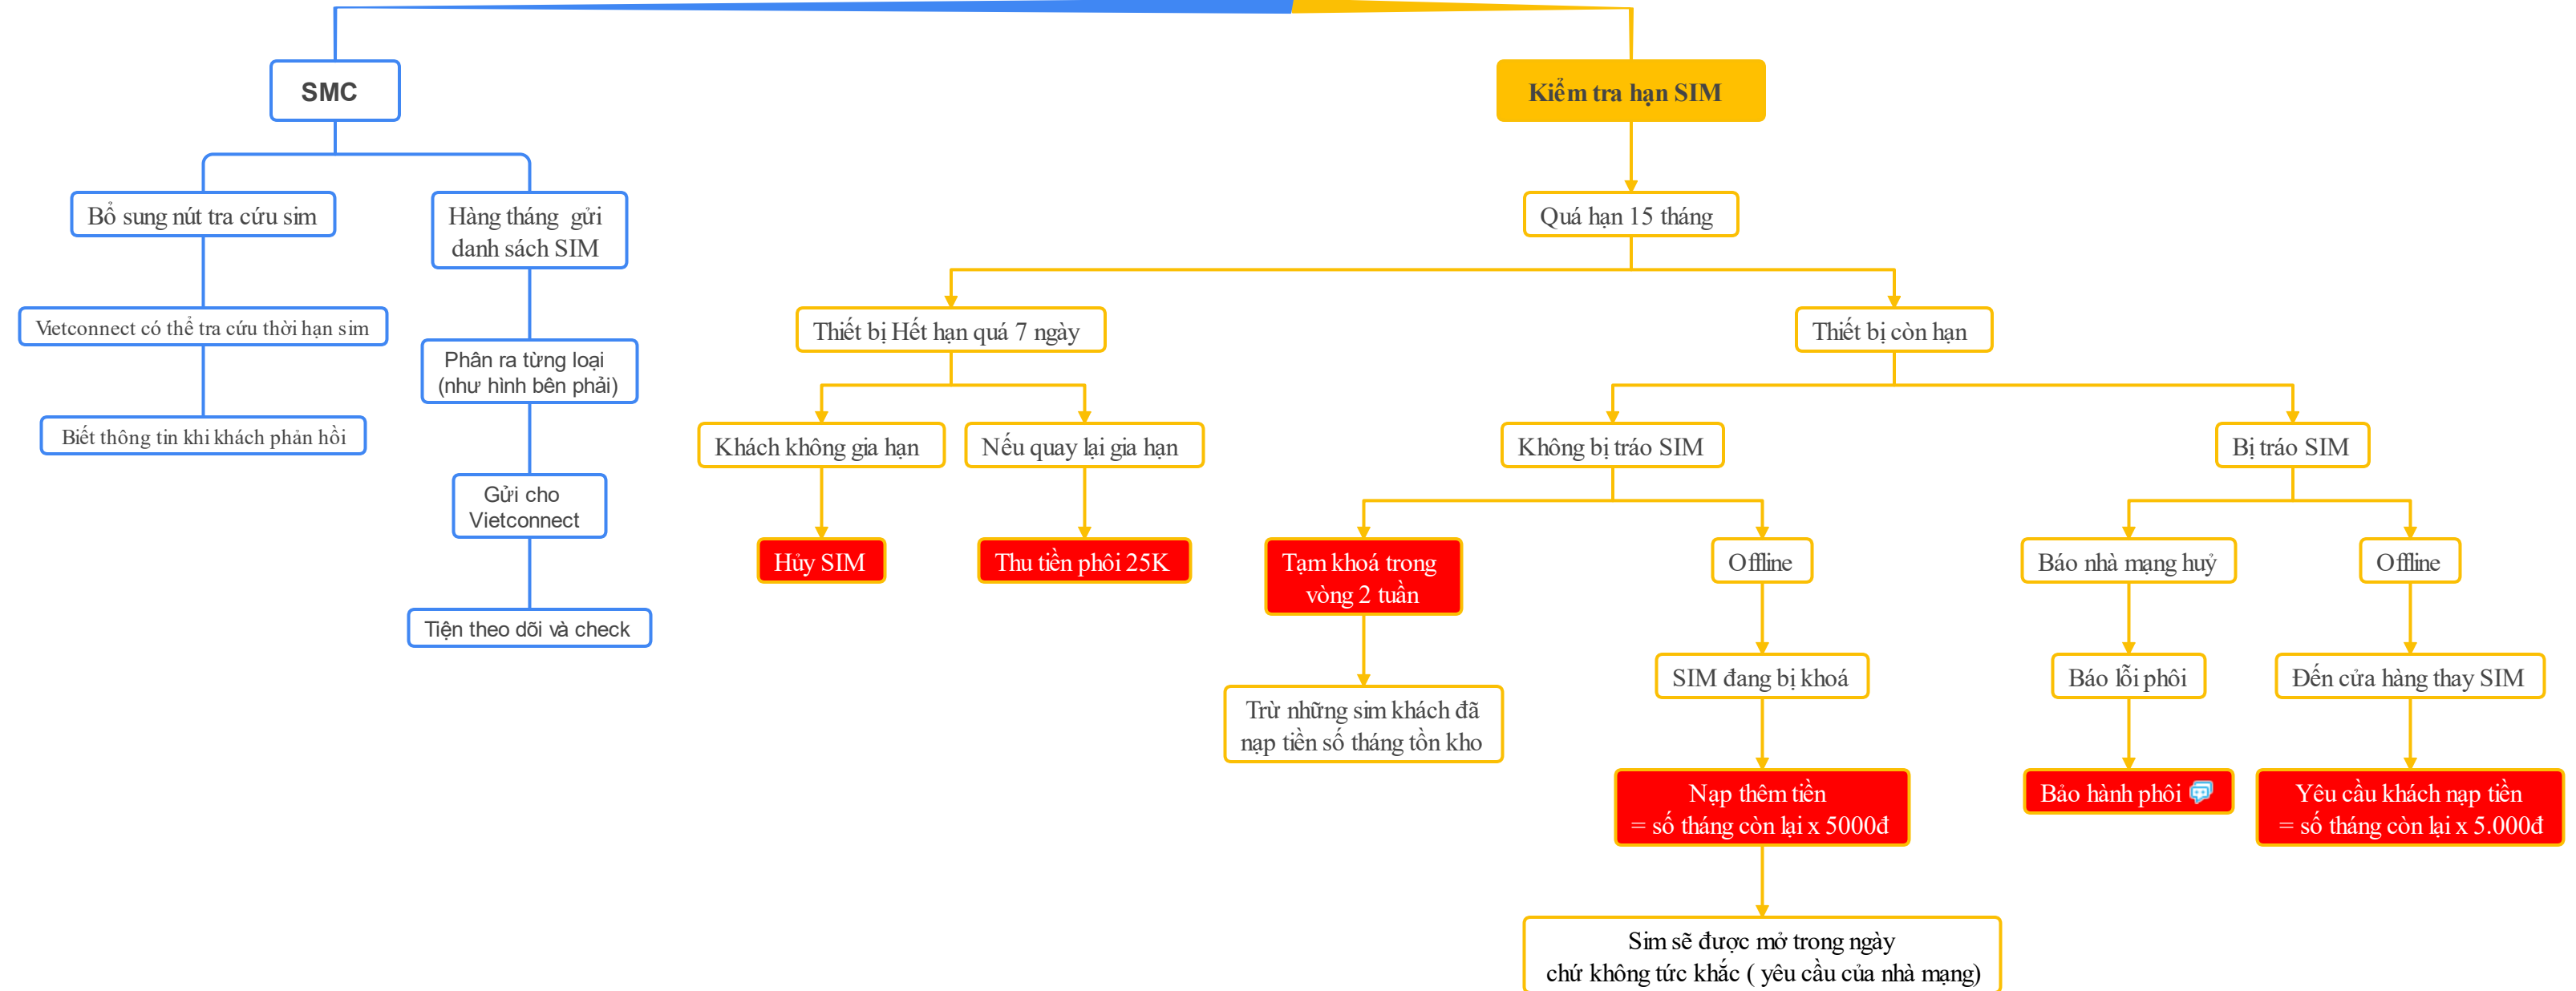 SMC
Bổ sung nút tra cứu sim
Vietconnect có thể tra cứu thời hạn sim
Biết thông tin khi khách phản hồi
Hàng tháng gửi
danh sách SIM
Phân ra từng loại
(như hình bên phải)
Gửi cho
Vietconnect
Tiện theo dõi và check
Kiểm tra hạn SIM
Quá hạn 15 tháng
Thiết bị Hết hạn quá 7 ngày
Khách không gia hạn
Hủy SIM
Nếu quay lại gia hạn
Thu tiền phôi 25K
Thiết bị còn hạn
Không bị tráo SIM
Tạm khoá trong
vòng 2 tuần
Trừ những sim khách đã
nạp tiền số tháng tồn kho
Offline
SIM đang bị khoá
Nạp thêm tiền
= số tháng còn lại x 5000đ
Sim sẽ được mở trong ngày
chứ không tức khắc ( yêu cầu của nhà mạng)
Bị tráo SIM
Báo nhà mạng huỷ
Báo lỗi phôi
Bảo hành phôi
Offline
Đến cửa hàng thay SIM
Yêu cầu khách nạp tiền
= số tháng còn lại x 5.000đ